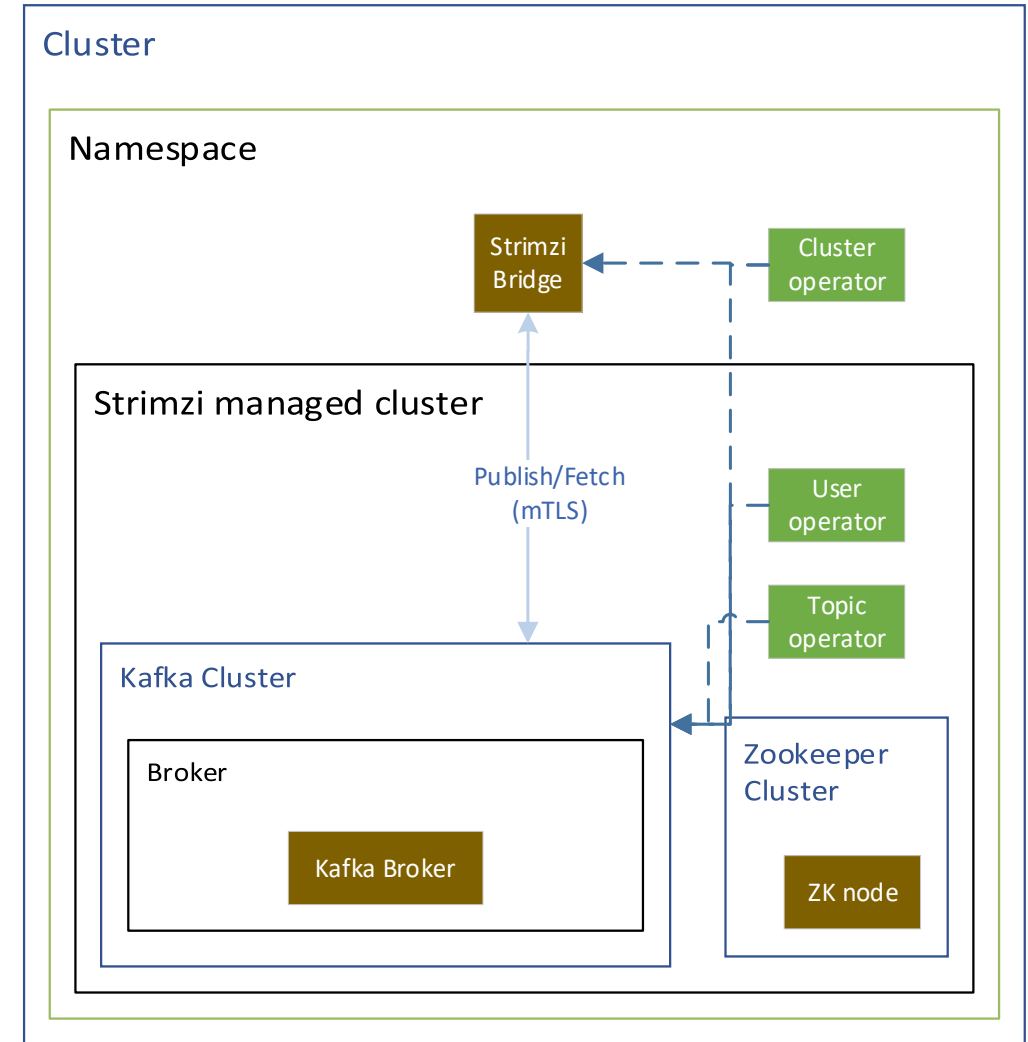 Cluster
Namespace
Strimzi
Bridge
Cluster
operator
Strimzi managed cluster
Publish/Fetch
(mTLS)
User
operator
Topic
operator
Kafka Cluster
Broker
Kafka Broker
Zookeeper
Cluster
ZK node